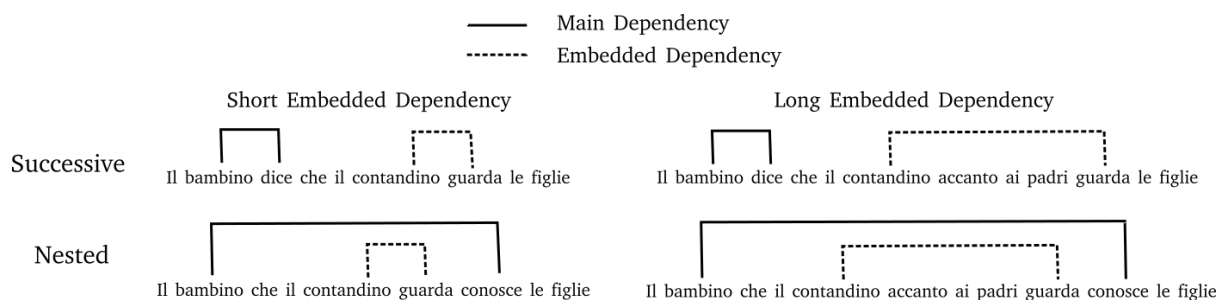 Main Dependency
Embedded Dependency
Short Embedded Dependency
Long Embedded Dependency
Successive
Il bambino dice che il contandino guarda le figlie
Il bambino dice che il contandino accanto ai padri guarda le figlie
Nested
Il bambino che il contandino guarda conosce le figlie
Il bambino che il contandino accanto ai padri guarda conosce le figlie